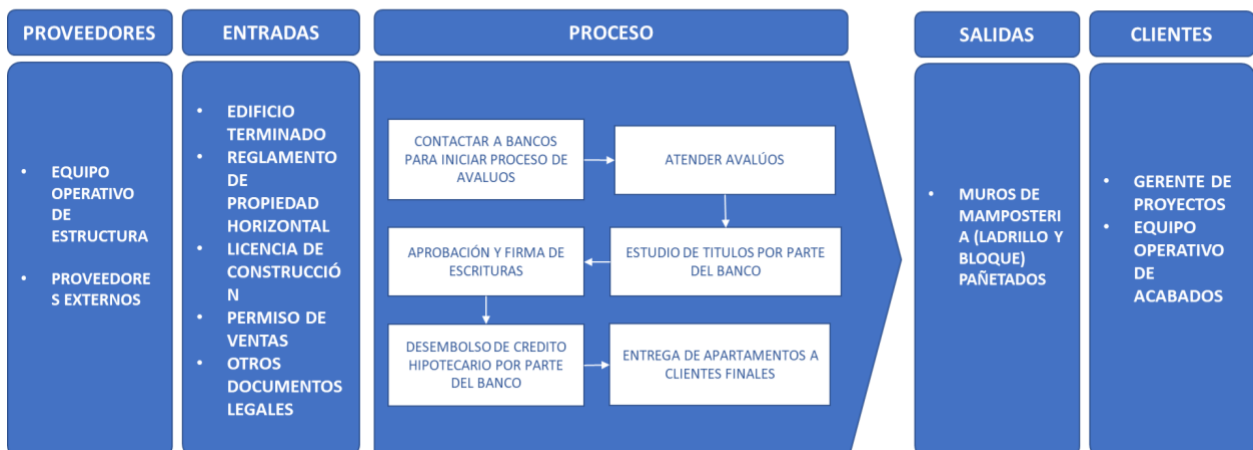 PROVEEDORES
EQUIPO
OPERATIVO
DE
ESTRUCTURA
PROVEEDORE
S EXTERNOS
ENTRADAS
EDIFICIO
TERMINADO
REGLAMENTO
DE
PROPIEDAD
HORIZONTAL
LICENCIA DE
CONSTRUCCIÓ
N
PERMISO DE
VENTAS
OTROS
DOCUMENTOS
LEGALES
PROCESO
CONTACTAR A BANCOS
PARA INICIAR PROCESO DE
AVALUOS
ATENDER AVALÚOS
ESTUDIO DE TITULOS POR PARTE
DEL BANCO
APROBACIÓN Y FIRMA DE
ESCRITURAS
DESEMBOLSO DE CREDITO
HIPOTECARIO POR PARTE
DEL BANCO
ENTREGA DE APARTAMENTOS A
CLIENTES FINALES
SALIDAS
MUROS DE
MAMPOSTERI
A (LADRILLO Y
BLOQUE)
PAÑETADOS
CLIENTES
GERENTE DE
PROYECTOS
EQUIPO
OPERATIVO
DE
ACABADOS